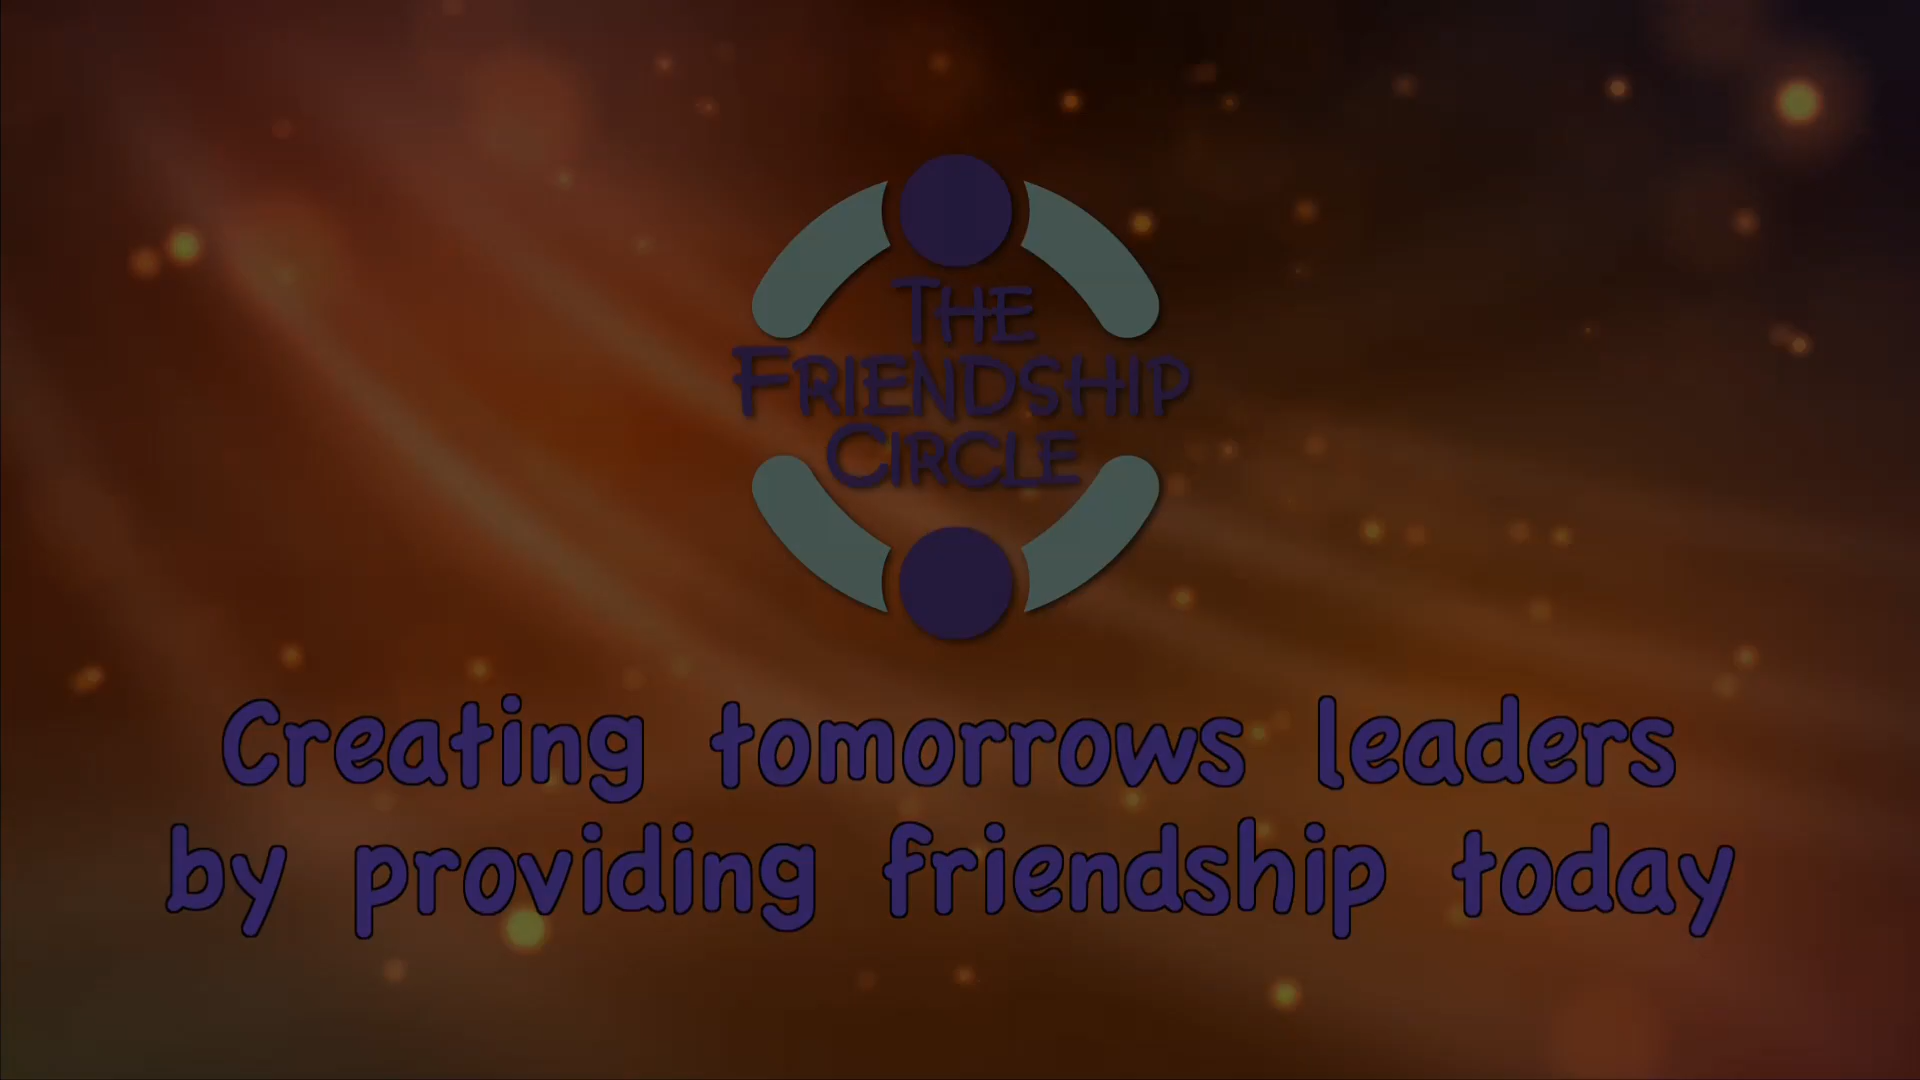 THE
FRIENDSHIP
CIRCLE
Creating tomorrows leaders
by providing friendship today